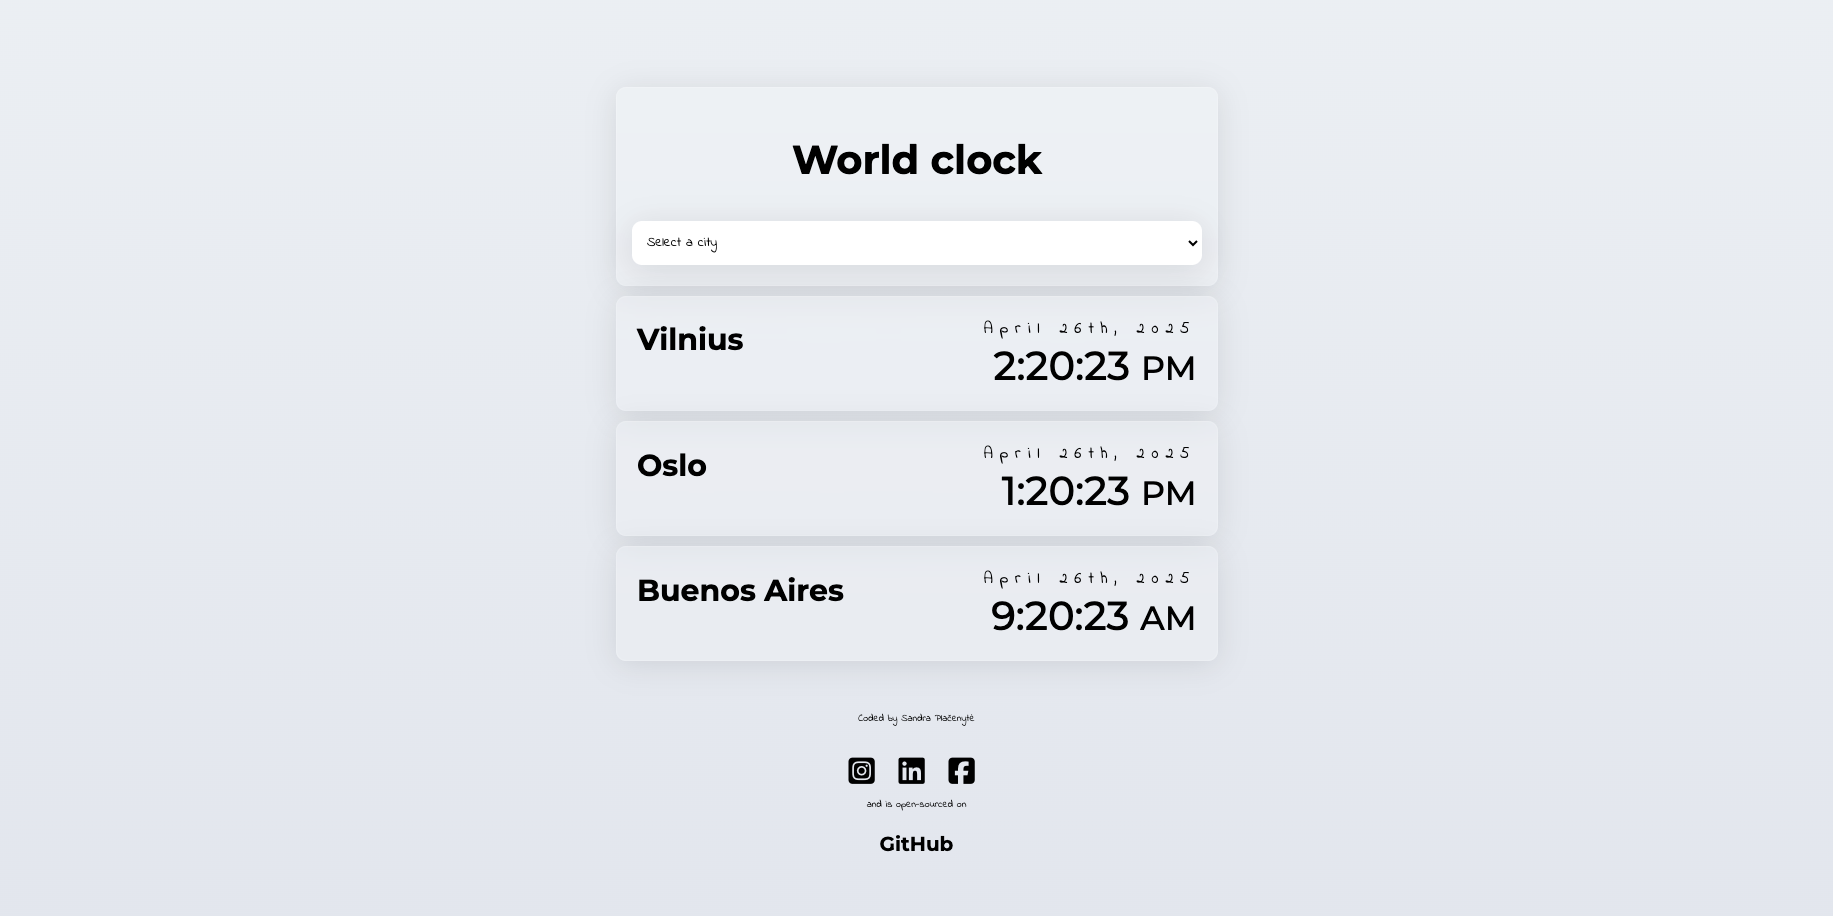 World clock
Select a city
Vilnius
April 26th, 2025
2:20:23 PM
Oslo
April 26th, 2025
1:20:23 PM
Buenos Aires
April 26th, 2025
9:20:23 AM
Coded by Sandra Plačenytė
and is open-sourced on
GitHub